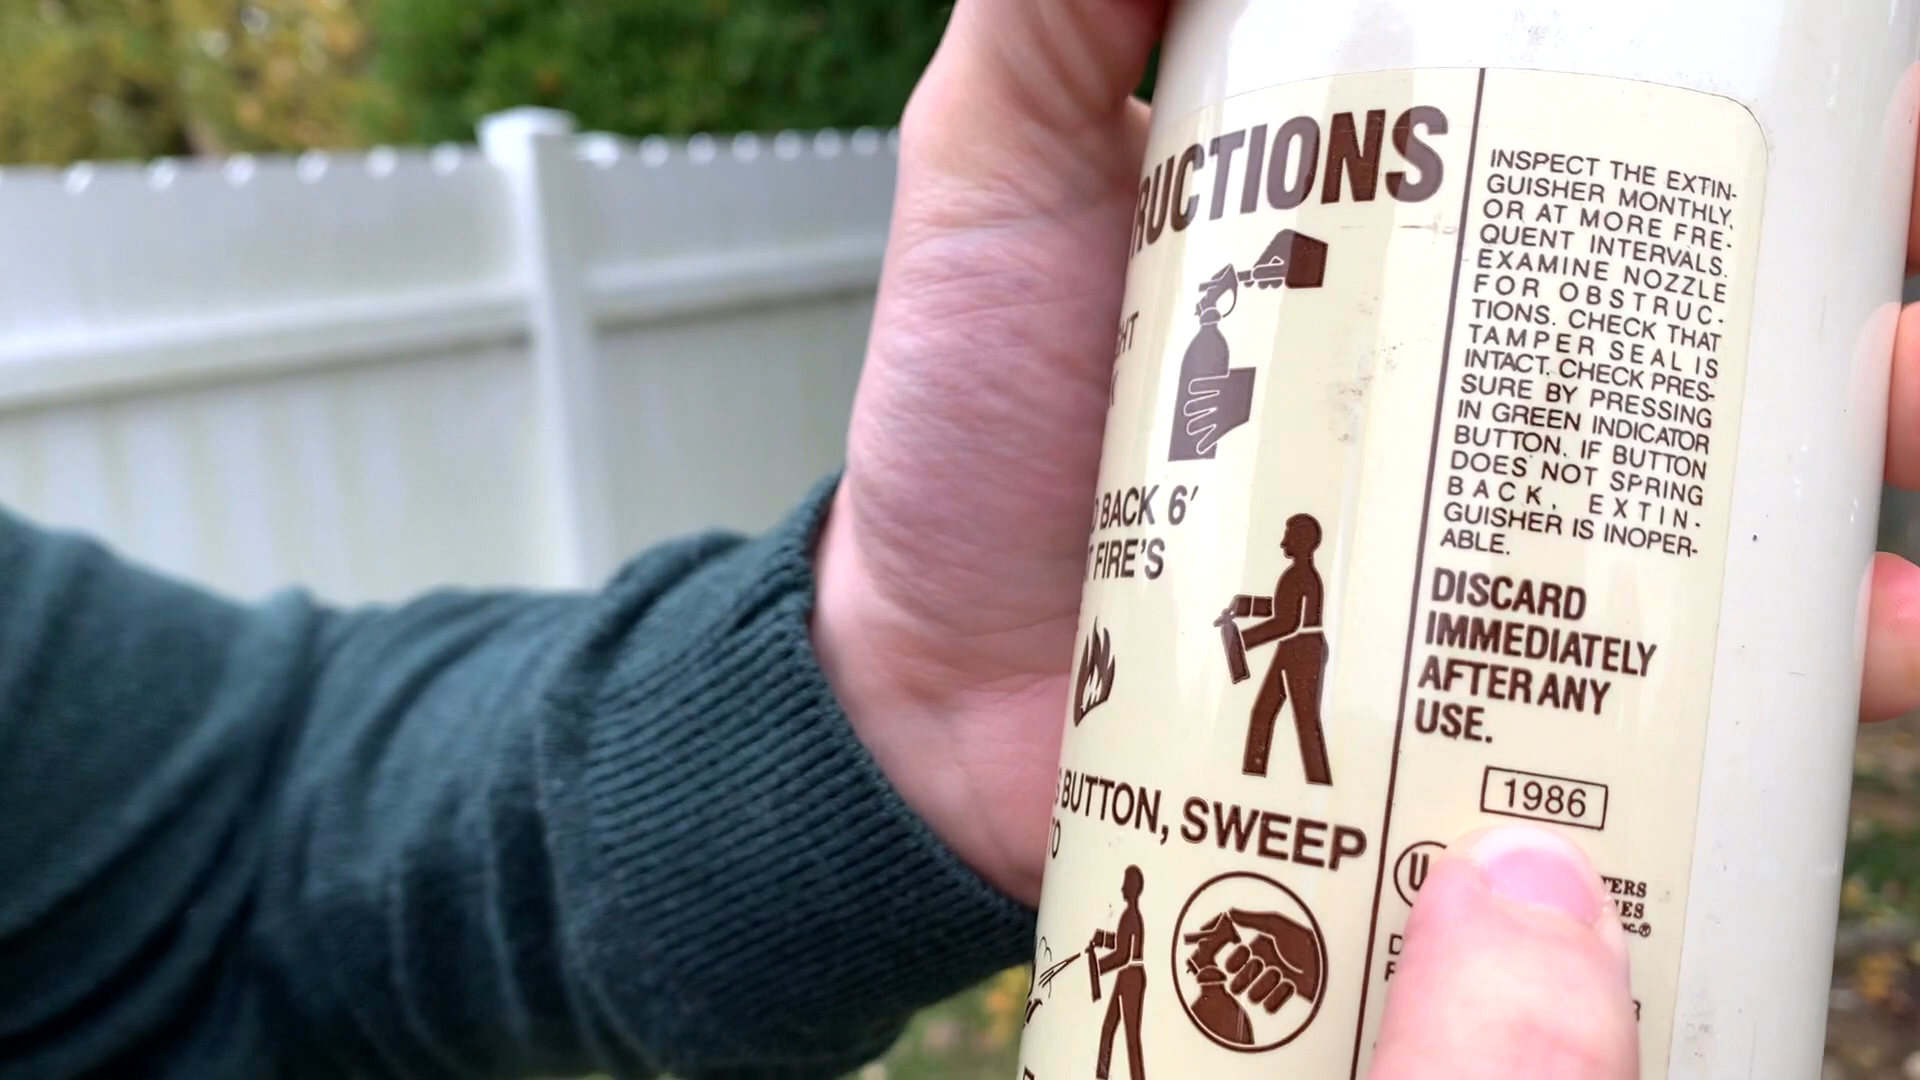 RUCTIONS
BACK 6'
FIRE'S
BUTTON, SWEEP
INSPECT THE EXTIN-
GUISHER MONTHLY,
OR AT MORE FRE-
QUENT INTERVALS.
EXAMINE NOZZLE
FOR OBSTRUC-
TIONS. CHECK THAT
TAMPER SEAL IS
INTACT. CHECK PRES-
SURE BY PRESSING
IN GREEN INDICATOR
BUTTON. IF BUTTON
DOES NOT SPRING
BACK, EXTIN-
GUISHER IS INOPER-
ABLE.
DISCARD
IMMEDIATELY
AFTER ANY
USE.
1986